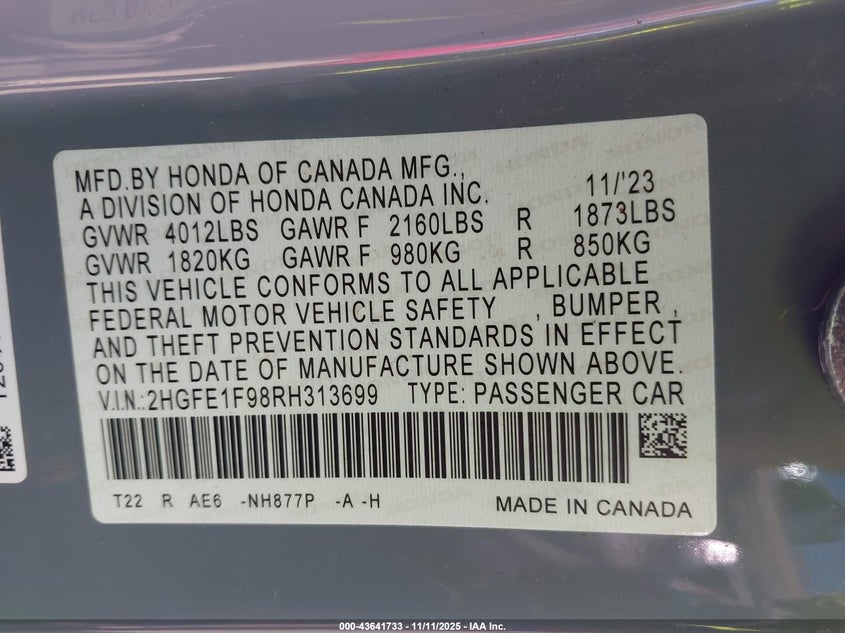 MFD.BY HONDA OF CANADA MFG., 11/'23
A DIVISION OF HONDA CANADA INC.
GVWR 4012LBS GAWR F 2160LBS R 1873LBS
GVWR 1820KG GAWR F 980KG R 850KG
THIS VEHICLE CONFORMS TO ALL APPLICABLE
FEDERAL MOTOR VEHICLE SAFETY , BUMPER ,
AND THEFT PREVENTION STANDARDS IN EFFECT
ON THE DATE OF MANUFACTURE SHOWN ABOVE.
V.I.N.:2HGFE1F98RH313699 TYPE: PASSENGER CAR
T22 R AE6 -NH877P -A -H MADE IN CANADA
000-43641733 - 11/11/2025 - IAA Inc.